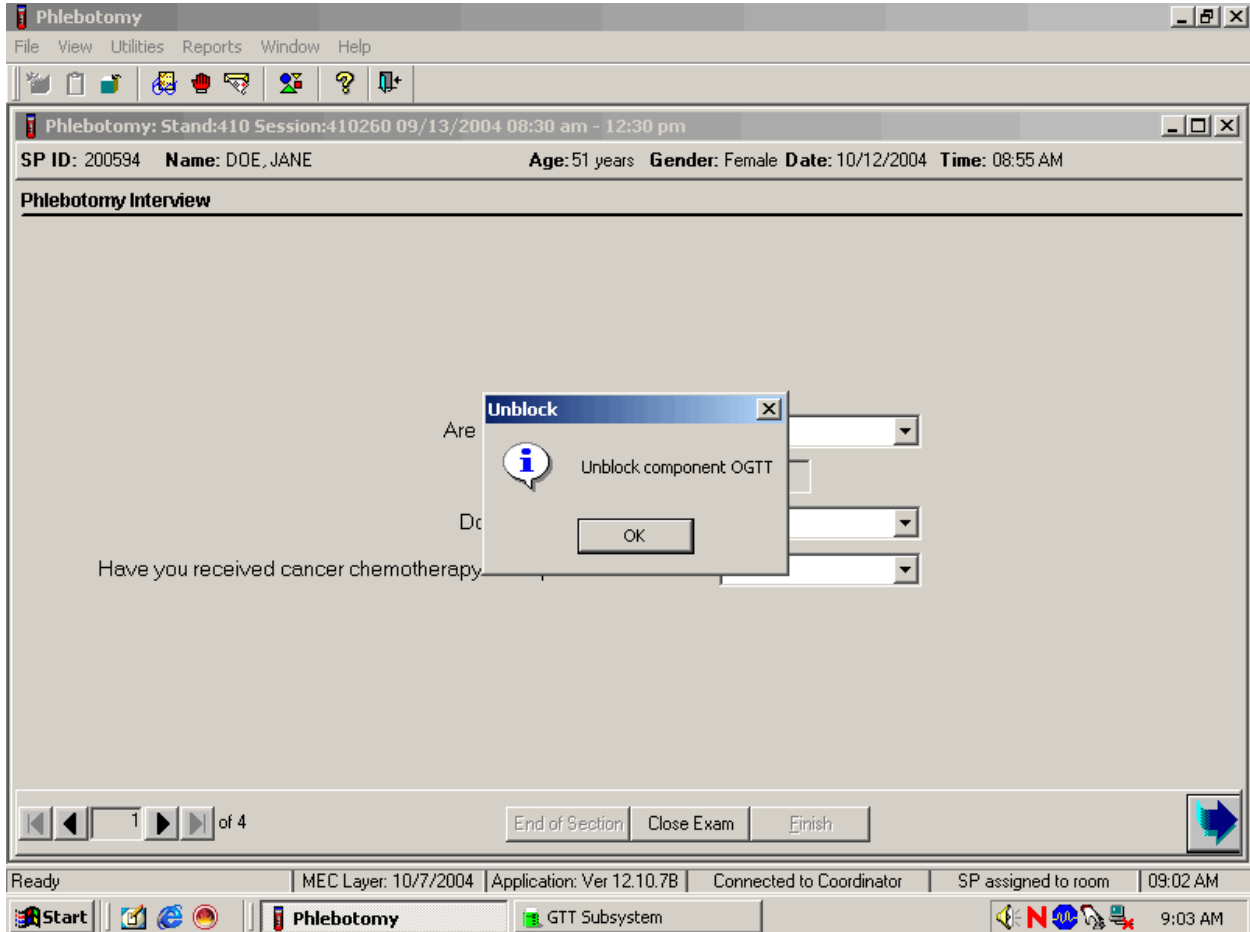 Phlebotomy
File View Utilities Reports Window Help
Phlebotomy: Stand:410 Session:410260 09/13/2004 08:30 am - 12:30 pm
SP ID: 200594 Name: DOE, JANE Age: 51 years Gender: Female Date: 10/12/2004 Time: 08:55 AM
Phlebotomy Interview
Unblock
Are
Unblock component OGTT
OK
Have you received cancer chemotherapy
1 of 4 End of Section Close Exam Finish
Ready MEC Layer: 10/7/2004 Application: Ver 12.10.7B Connected to Coordinator SP assigned to room 09:02 AM
Start Phlebotomy GTT Subsystem N 9:03 AM